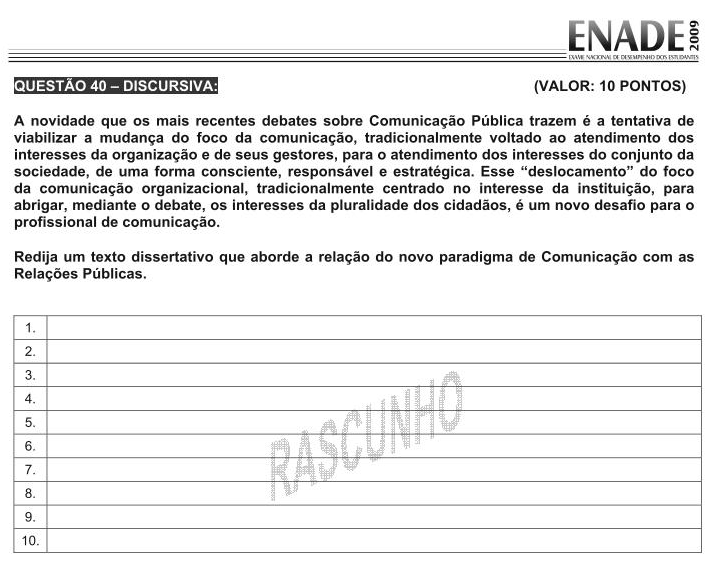 ENADE 2009
EXAME NACIONAL DE DESEMPENHO DOS ESTUDANTES
QUESTÃO 40 – DISCURSIVA: (VALOR: 10 PONTOS)
A novidade que os mais recentes debates sobre Comunicação Pública trazem é a tentativa de
viabilizar a mudança do foco da comunicação, tradicionalmente voltado ao atendimento dos
interesses da organização e de seus gestores, para o atendimento dos interesses do conjunto da
sociedade, de uma forma consciente, responsável e estratégica. Esse “deslocamento” do foco
da comunicação organizacional, tradicionalmente centrado no interesse da instituição, para
abrigar, mediante o debate, os interesses da pluralidade dos cidadãos, é um novo desafio para o
profissional de comunicação.
Redija um texto dissertativo que aborde a relação do novo paradigma de Comunicação com as
Relações Públicas.
1.
2.
3.
4.
5.
6.
7.
8.
9.
10.
RASCUNHO